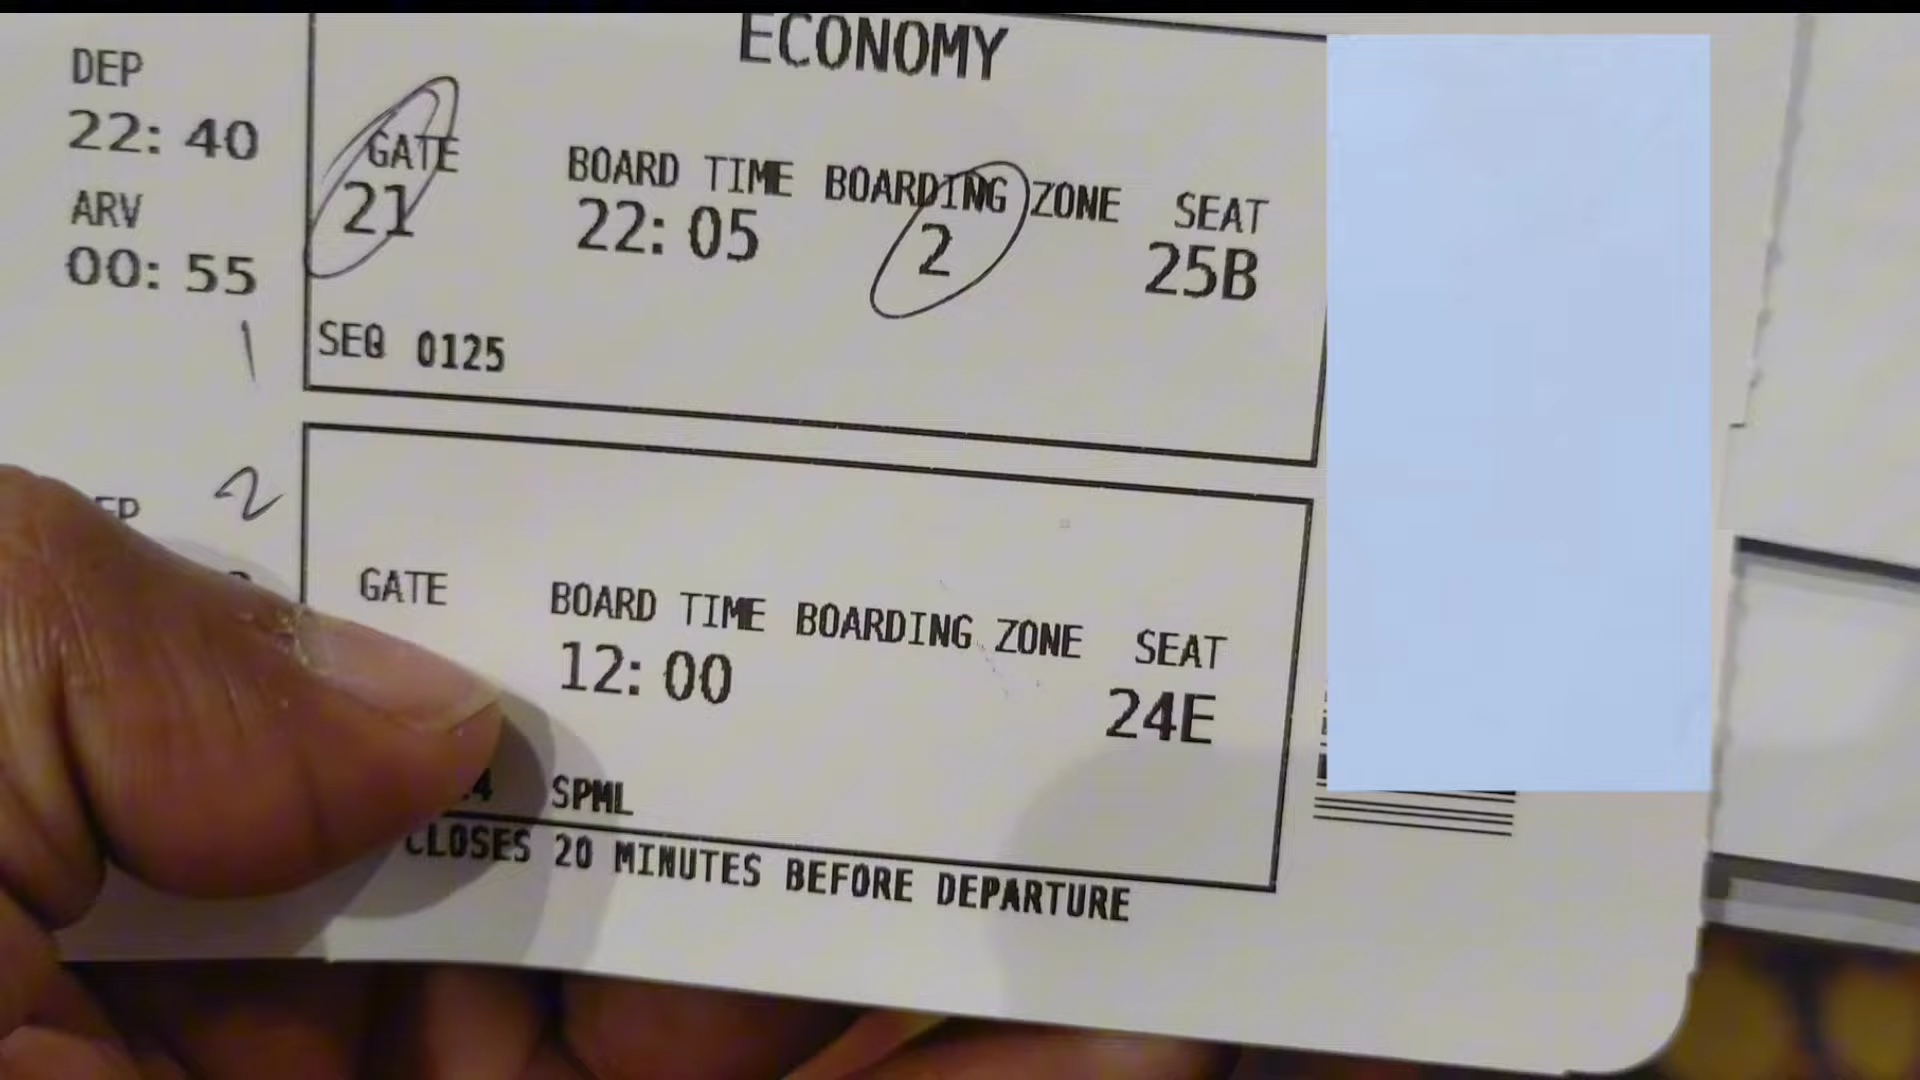 ECONOMY
DEP
22:40
ARV
00:55
GATE BOARD TIME BOARDING ZONE SEAT
21 22:05 2 25B
SEQ 0125
1
2
GATE BOARD TIME BOARDING ZONE SEAT
12:00 24E
SPML
CLOSES 20 MINUTES BEFORE DEPARTURE